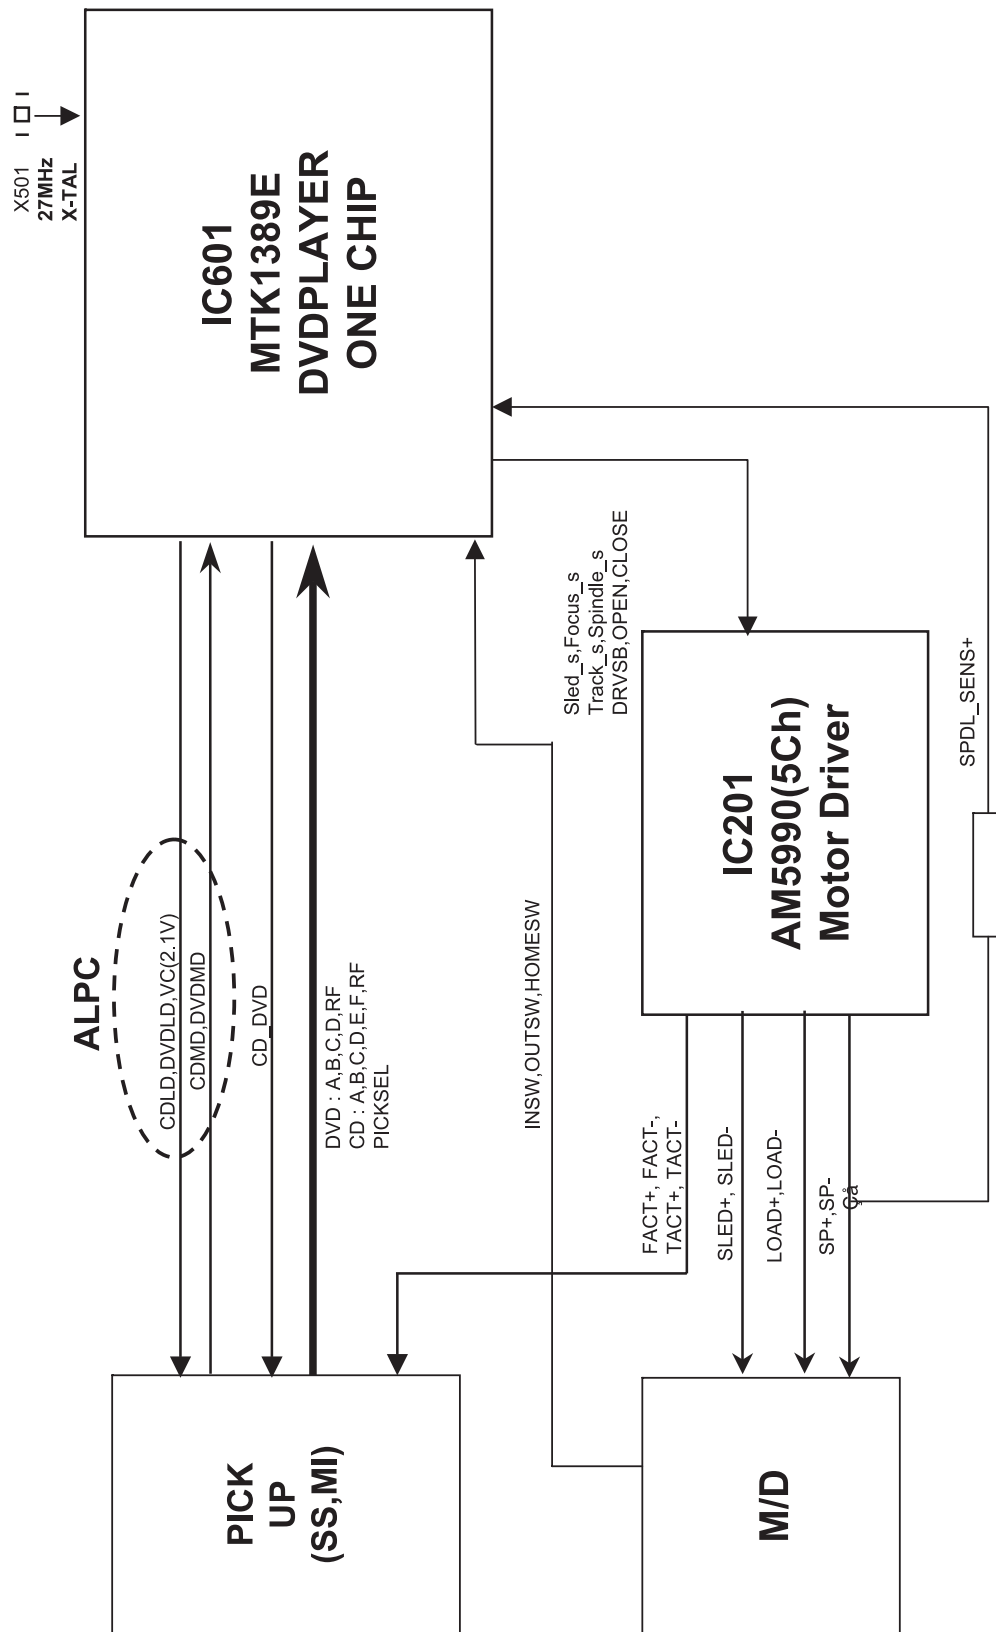 X501
27MHz
X-TAL
IC601
MTK1389E
DVDPLAYER
ONE CHIP
ALPC
CDLD,DVDLD,VC(2.1V)
CDMD,DVDMD
CD_DVD
DVD : A,B,C,D,RF
CD : A,B,C,D,E,F,RF
PICKSEL
INSW,OUTSW,HOMESW
Sled_s,Focus_s
Track_s,Spindle_s
DRVSB,OPEN,CLOSE
IC201
AM5990(5Ch)
Motor Driver
SPDL_SENS+
FACT+, FACT-,
TACT+, TACT-
SLED+, SLED-
LOAD+,LOAD-
SP+,SP-
Çå
PICK
UP
(SS,MI)
M/D